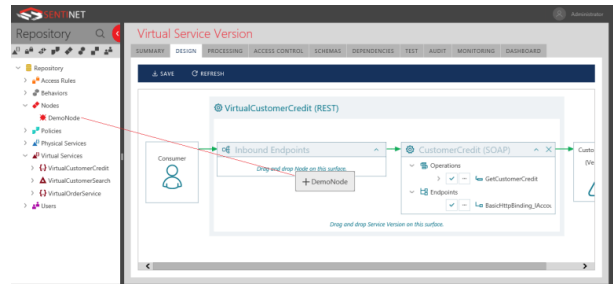 SENTINET
Administrator
Repository
Virtual Service Version
SUMMARY DESIGN PROCESSING ACCESS CONTROL SCHEMAS DEPENDENCIES TEST AUDIT MONITORING DASHBOARD
SAVE REFRESH
Repository
Access Rules
Behaviors
Nodes
DemoNode
Policies
Physical Services
Virtual Services
VirtualCustomerCredit
VirtualCustomerSearch
VirtualOrderService
Users
VirtualCustomerCredit (REST)
Consumer
Inbound Endpoints
Drag and drop Node on this surface.
+ DemoNode
CustomerCredit (SOAP)
Operations
GetCustomerCredit
Endpoints
BasicHttpBinding_IAccou
Drag and drop Service Version on this surface.
Custo
(Ve